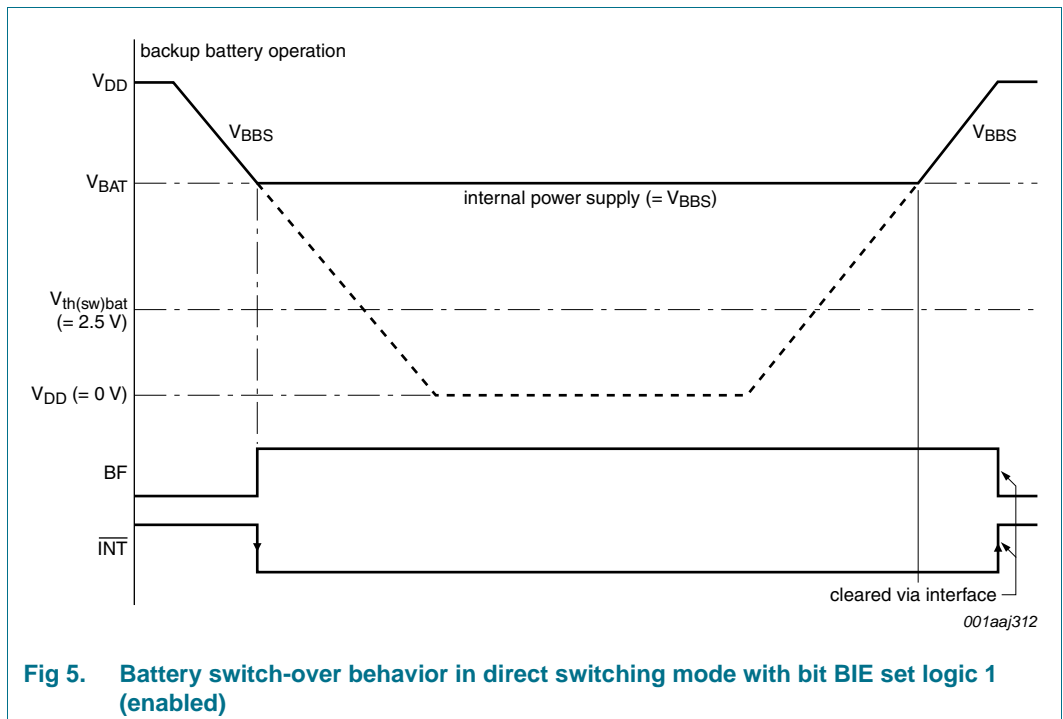 backup battery operation
VDD
VBBS
VBBS
VBAT
internal power supply (= VBBS)
Vth(sw)bat
(= 2.5 V)
VDD (= 0 V)
BF
INT
cleared via interface
001aaj312
Fig 5. Battery switch-over behavior in direct switching mode with bit BIE set logic 1
(enabled)